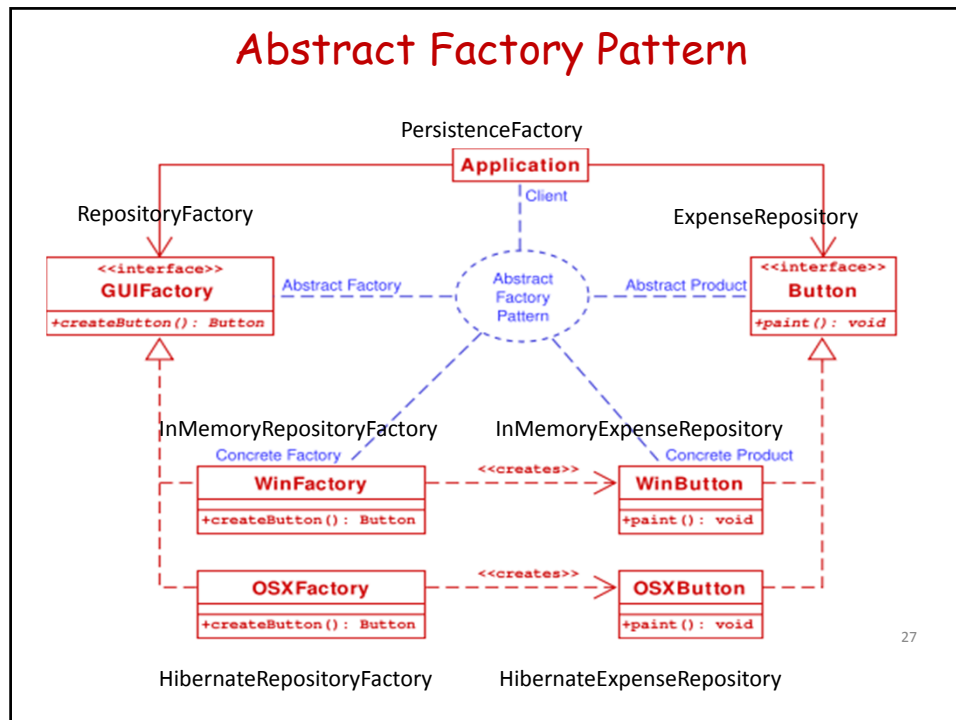 Abstract Factory Pattern
PersistenceFactory
Application
Client
RepositoryFactory
ExpenseRepository
<<interface>>
GUIFactory
+createButton(): Button
Abstract Factory
Abstract
Factory
Pattern
Abstract Product
<<interface>>
Button
+paint(): void
InMemoryRepositoryFactory
InMemoryExpenseRepository
Concrete Factory
Concrete Product
WinFactory
+createButton(): Button
<<creates>>
WinButton
+paint(): void
OSXFactory
+createButton(): Button
<<creates>>
OSXButton
+paint(): void
27
HibernateRepositoryFactory
HibernateExpenseRepository